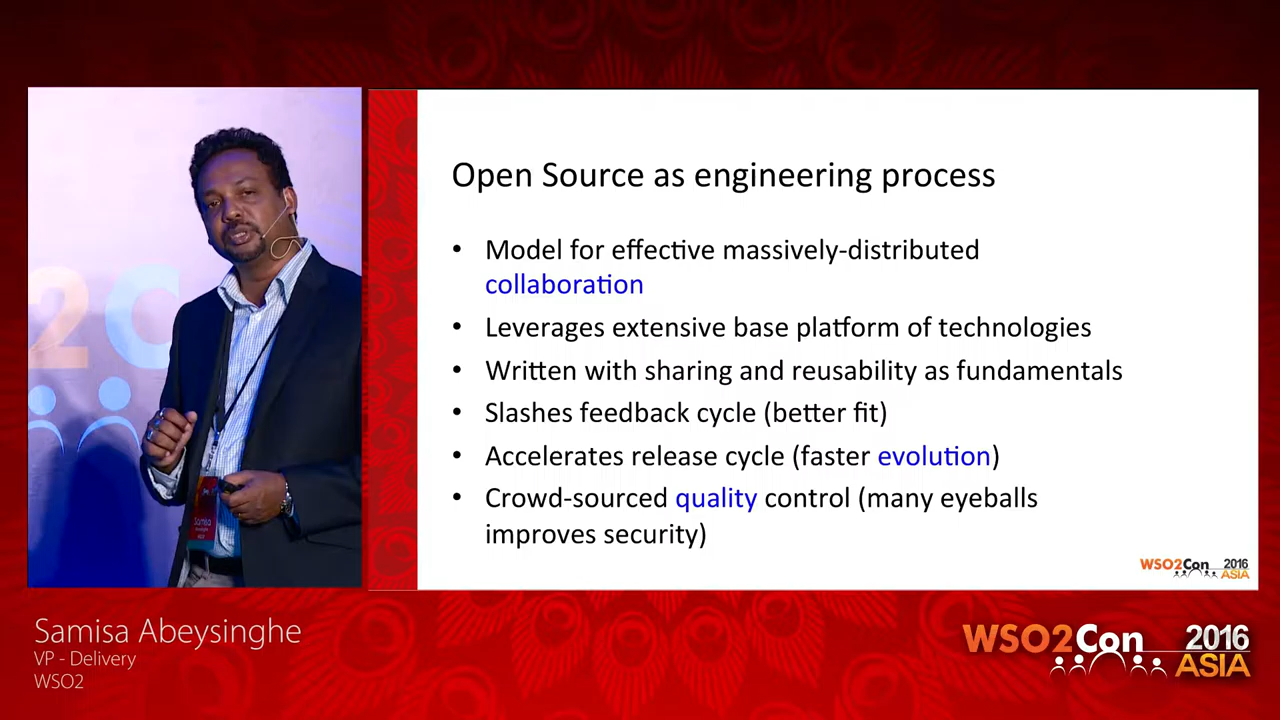 2C
Samisa
Open Source as engineering process
• Model for effective massively-distributed
collaboration
• Leverages extensive base platform of technologies
• Written with sharing and reusability as fundamentals
• Slashes feedback cycle (better fit)
• Accelerates release cycle (faster evolution)
• Crowd-sourced quality control (many eyeballs
improves security)
WSO2Con 2016
ASIA
Samisa Abeysinghe
VP - Delivery
WSO2
WSO2Con 2016
ASIA